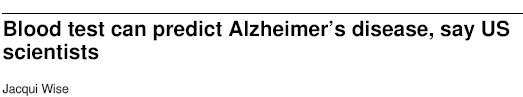 Blood test can predict Alzheimer’s disease, say US
scientists
Jacqui Wise